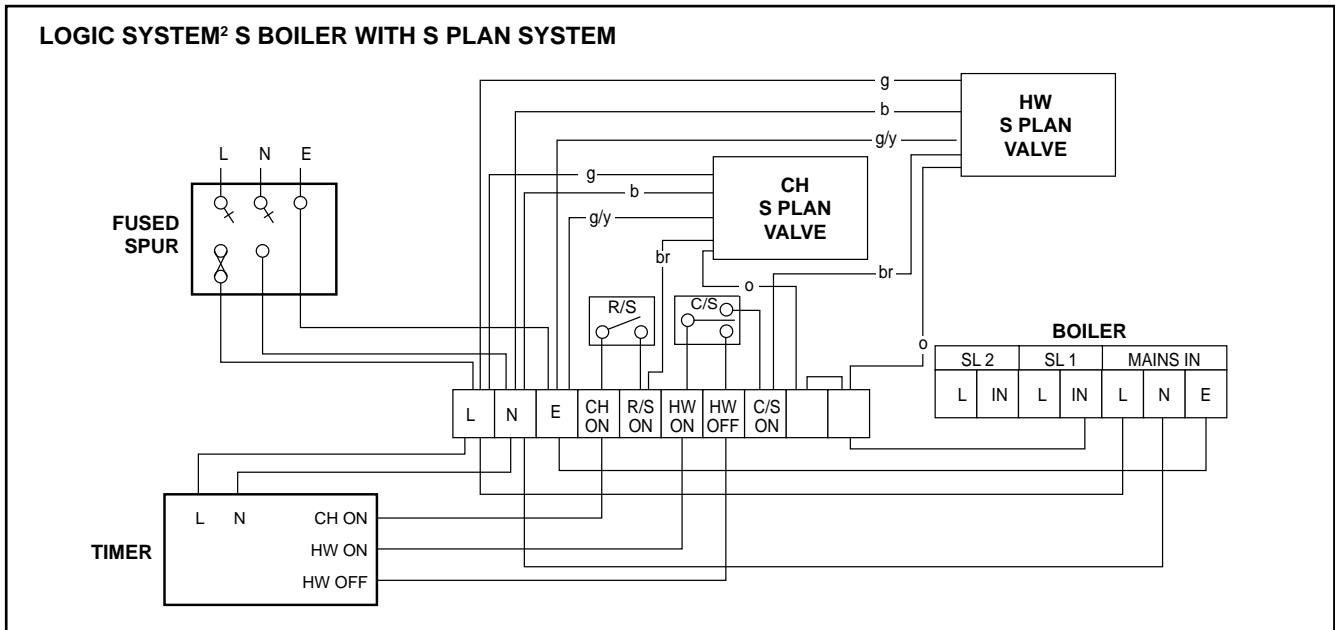 LOGIC SYSTEM² S BOILER WITH S PLAN SYSTEM
g
b
g/y
HW
S PLAN
VALVE
L N E
FUSED
SPUR
g
b
g/y
br
o
CH
S PLAN
VALVE
br
o
R/S
C/S
BOILER
SL 2 SL 1 MAINS IN
L IN L IN L N E
L N E CH ON R/S ON HW ON HW OFF C/S ON
TIMER
L N CH ON
HW ON
HW OFF